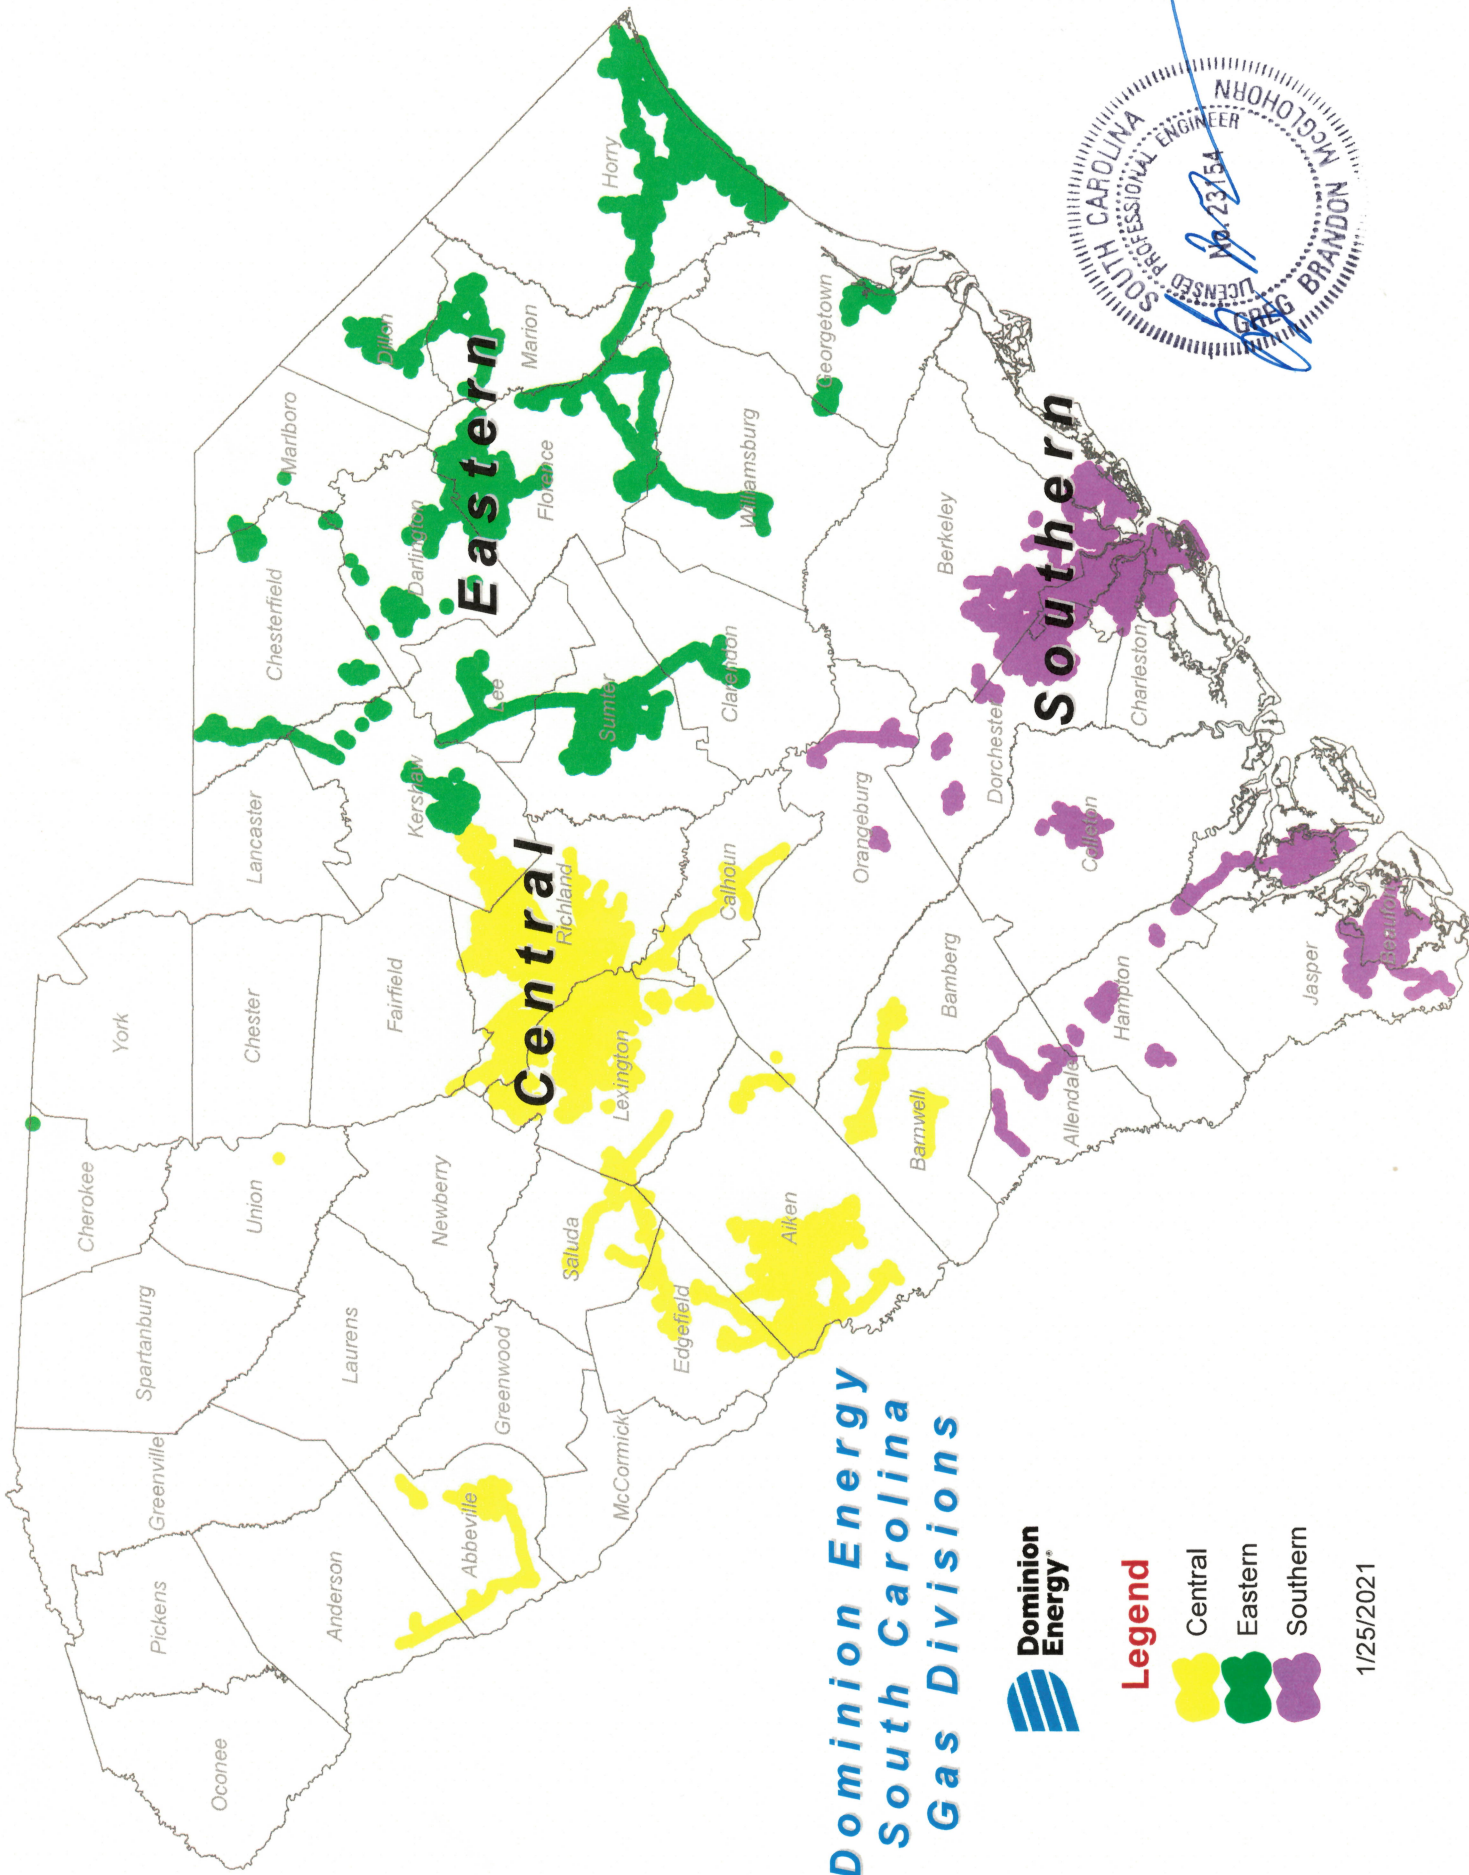 Dominion Energy
South Carolina
Gas Divisions
Dominion
Energy®
Legend
Central
Eastern
Southern
1/25/2021
Oconee
Pickens
Greenville
Spartanburg
Cherokee
York
Anderson
Laurens
Union
Chester
Lancaster
Chesterfield
Marlboro
Abbeville
Greenwood
Newberry
Fairfield
Kershaw
Darlington
Dillon
McCormick
Saluda
Edgefield
Lexington
Richland
Lee
Sumter
Florence
Marion
Horry
Central
Eastern
Aiken
Calhoun
Clarendon
Williamsburg
Georgetown
Barnwell
Bamberg
Orangeburg
Dorchester
Berkeley
Southern
Allendale
Hampton
Colleton
Charleston
Jasper
Beaufort
SOUTH CAROLINA
LICENSED PROFESSIONAL ENGINEER
No. 23154
GREG BRANDON McGLOHORN